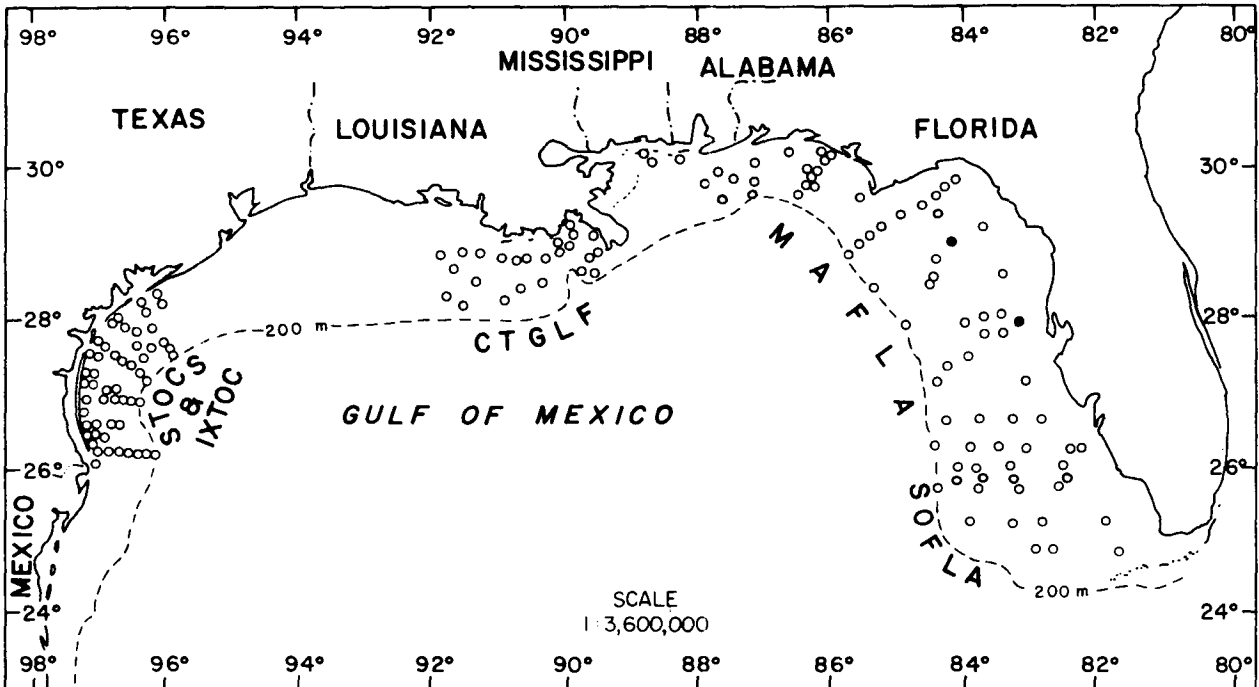 98° 96° 94° 92° 90° 88° 86° 84° 82° 80°
MISSISSIPPI ALABAMA
TEXAS LOUISIANA FLORIDA
30° 30°
MAFLA
28° 28°
200 m
CTGLF
STOCS
&
IXTOC
GULF OF MEXICO
26° 26°
SOFLA
MEXICO
SCALE
1:3,600,000
200 m
24° 24°
98° 96° 94° 92° 90° 88° 86° 84° 82° 80°